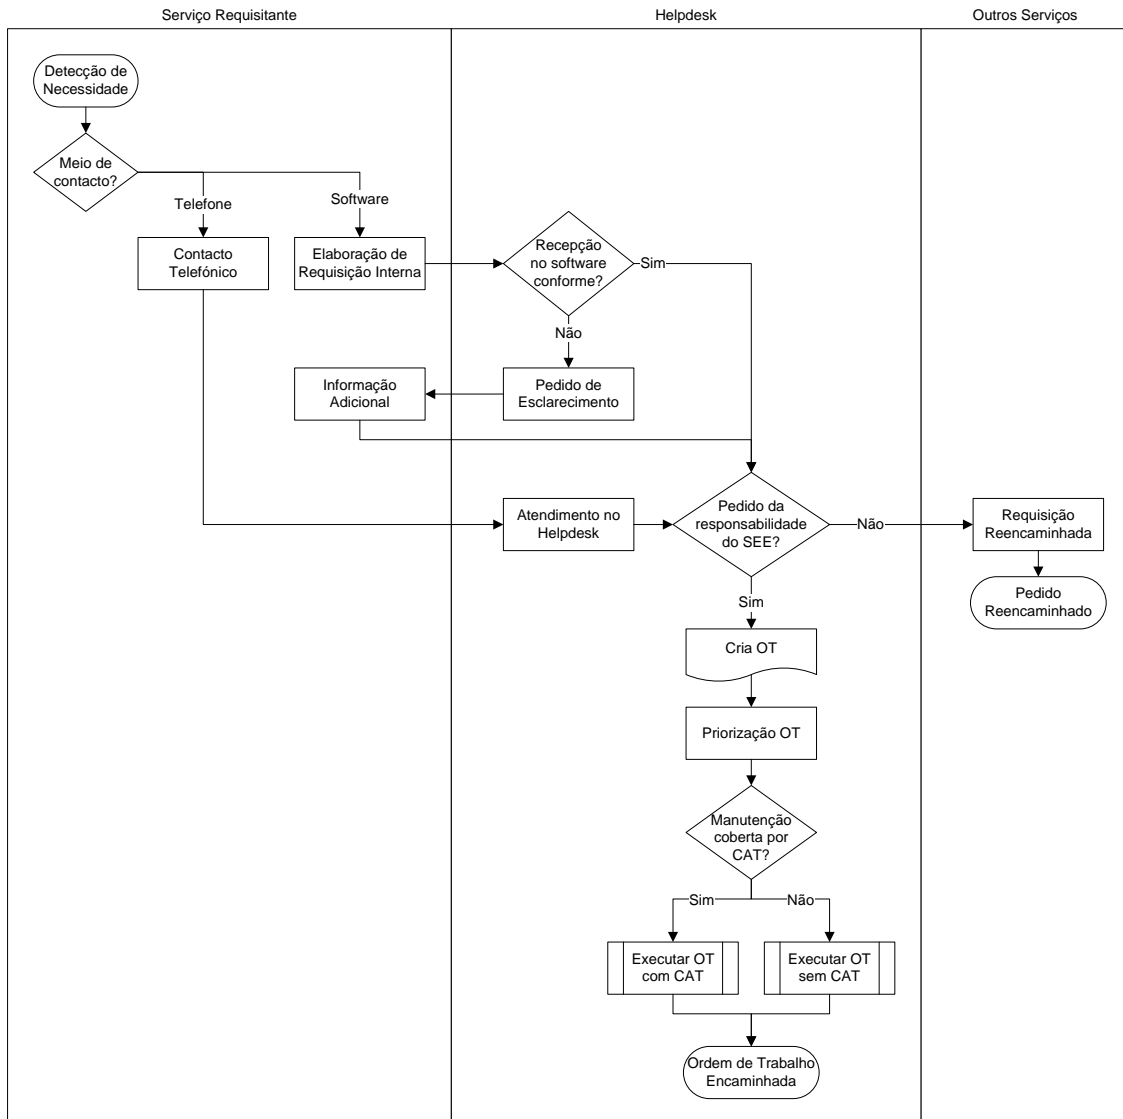 Serviço Requisitante
Helpdesk
Outros Serviços
Detecção de
Necessidade
Meio de
contacto?
Telefone
Software
Contacto
Telefónico
Elaboração de
Requisição Interna
Recepção
no software
conforme?
Sim
Não
Informação
Adicional
Pedido de
Esclarecimento
Atendimento no
Helpdesk
Pedido da
responsabilidade
do SEE?
Não
Requisição
Reencaminhada
Pedido
Reencaminhado
Sim
Cria OT
Priorização OT
Manutenção
coberta por
CAT?
Sim
Não
Executar OT
com CAT
Executar OT
sem CAT
Ordem de Trabalho
Encaminhada